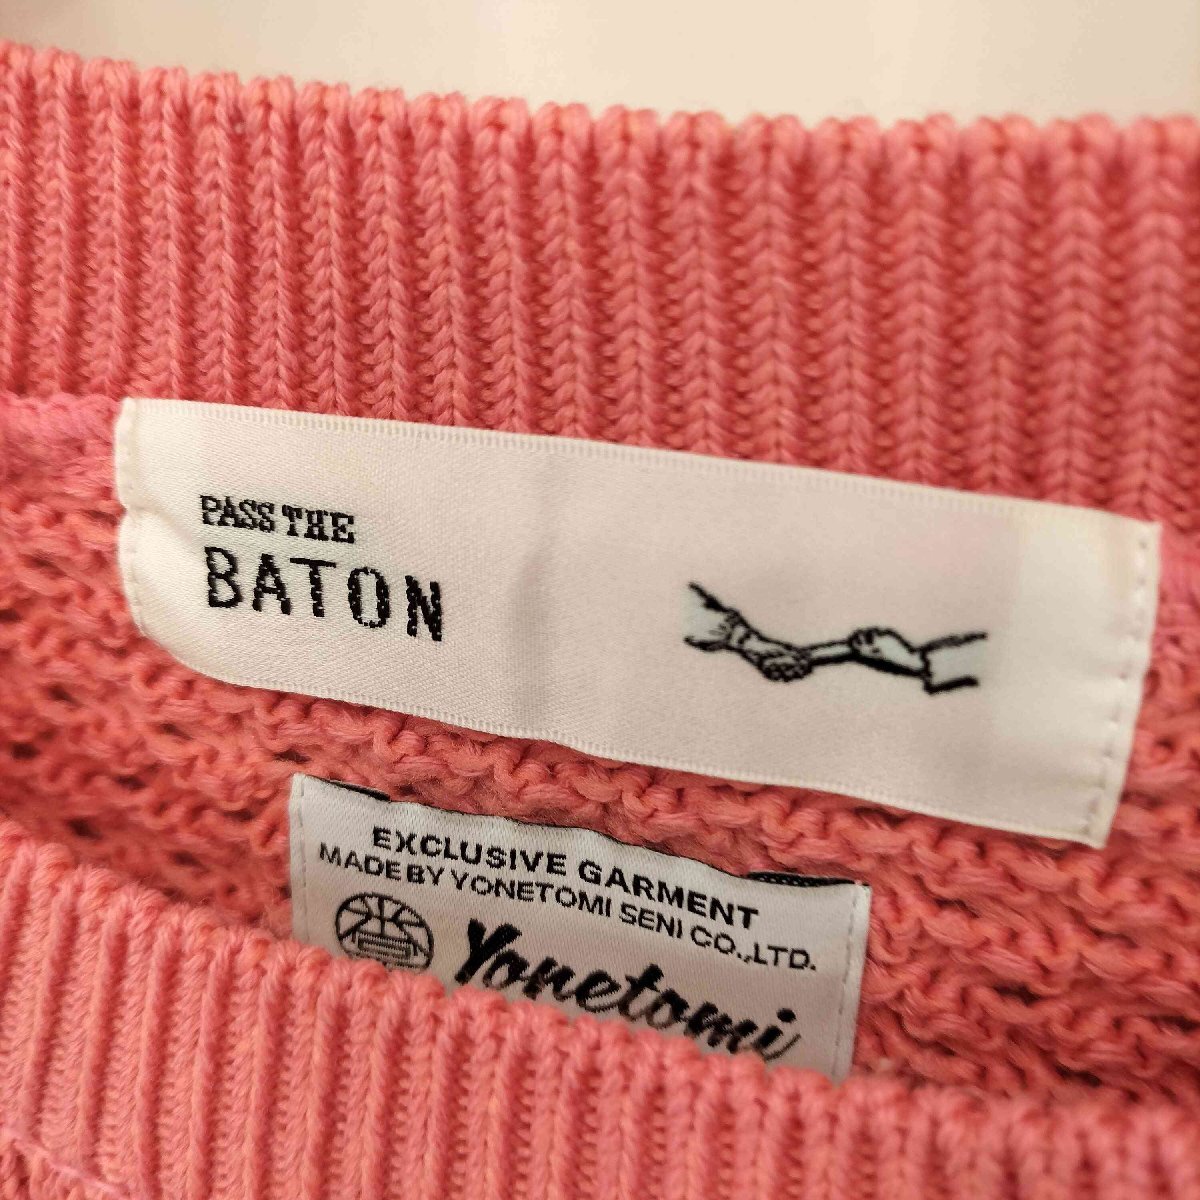 PASS THE
BATON
EXCLUSIVE GARMENT
MADE BY YONETOMI SENI CO.,LTD.
Yonetomi